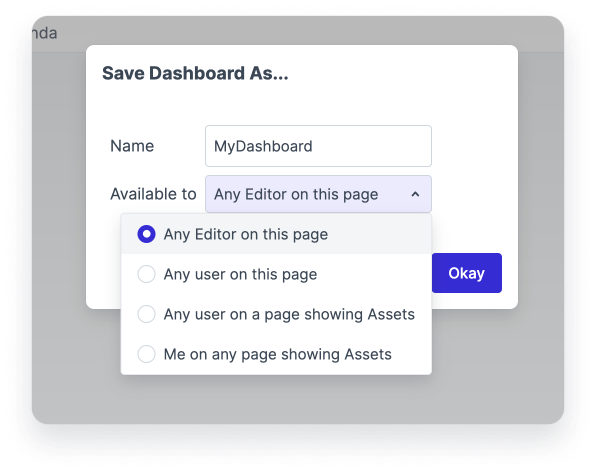 nda
Save Dashboard As...
Name
MyDashboard
Available to
Any Editor on this page
Any Editor on this page
Any user on this page
Okay
Any user on a page showing Assets
Me on any page showing Assets